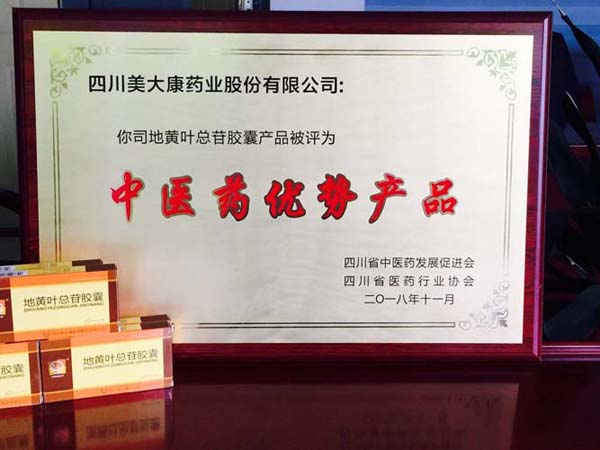 四川美大康药业股份有限公司:
你司地黄叶总苷胶囊产品被评为
中医药优势产品
四川省中医药发展促进会
四川省医药行业协会
二〇一八年十一月
地黄叶总苷胶囊
DIHUANGYEZONGGAN JIAONANG
地黄叶总苷胶囊
DIHUANGYEZONGGAN JIAONANG